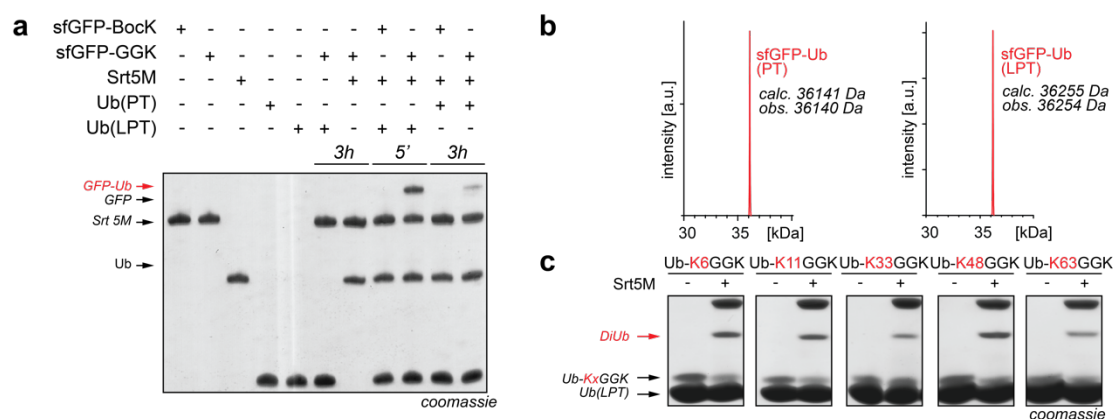 a
sfGFP-BocK + - - - - - - + - + -
sfGFP-GGK - + - - - + + - + - +
Srt5M - - + - - - + + + + +
Ub(PT) - - - + - - - - - + +
Ub(LPT) - - - - + + - + + - -
3h 5' 3h
GFP-Ub
GFP
Srt 5M
Ub
coomassie
b
intensity [a.u.]
sfGFP-Ub
(PT)
calc. 36141 Da
obs. 36140 Da
30 35 [kDa]
intensity [a.u.]
sfGFP-Ub
(LPT)
calc. 36255 Da
obs. 36254 Da
30 35 [kDa]
c
Ub-K6GGK Ub-K11GGK Ub-K33GGK Ub-K48GGK Ub-K63GGK
Srt5M - + - + - + - + - +
DiUb
Ub-KxGGK
Ub(LPT)
coomassie